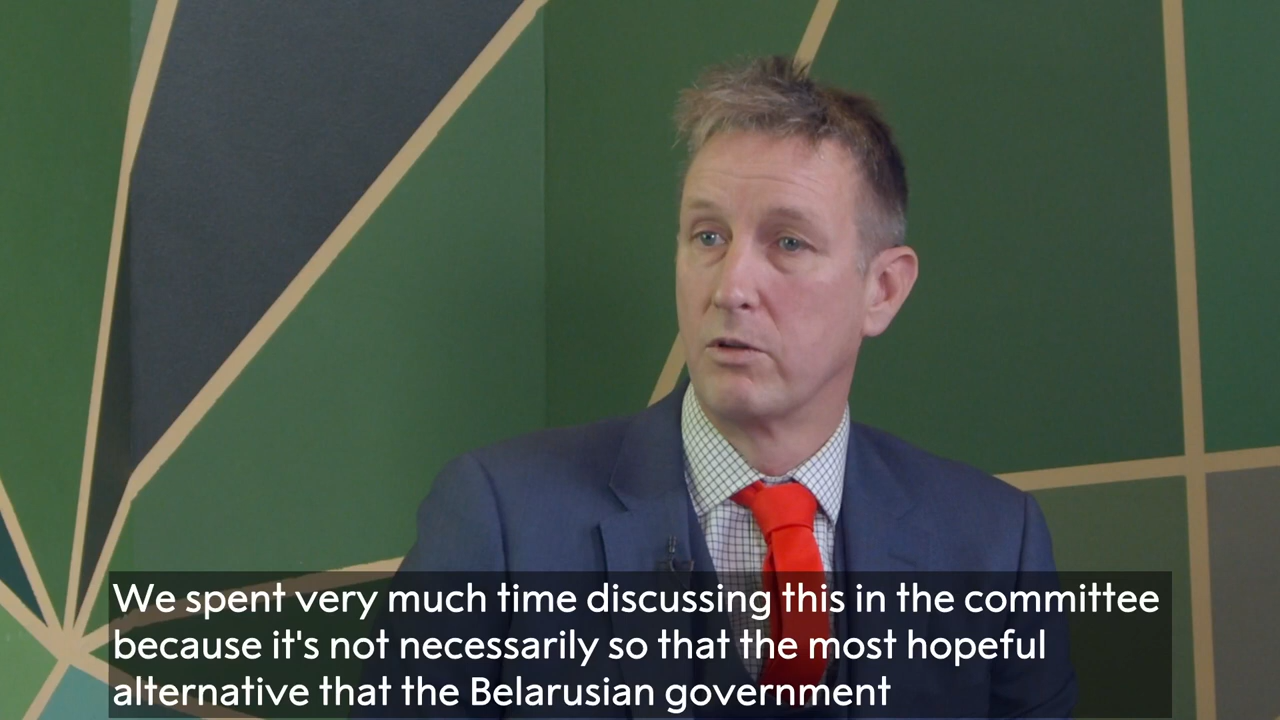 We spent very much time discussing this in the committee
because it's not necessarily so that the most hopeful
alternative that the Belarusian government